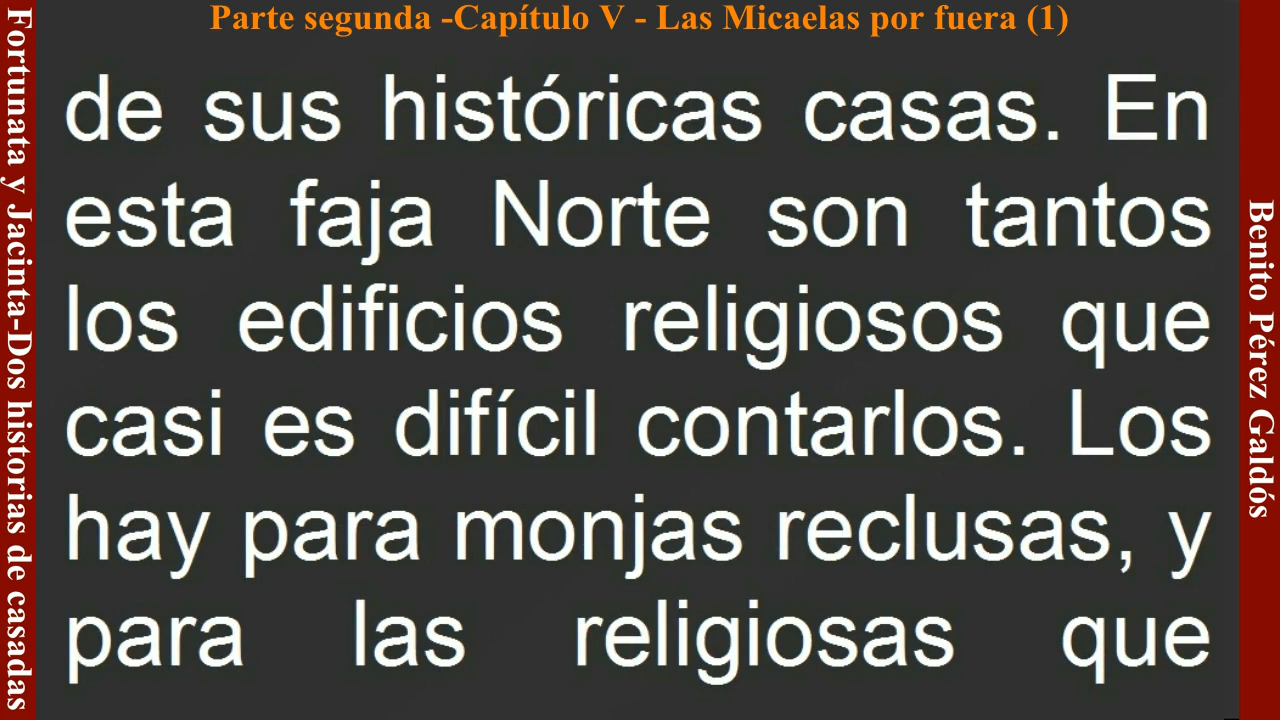 Parte segunda -Capítulo V - Las Micaelas por fuera (1)
Fortunata y Jacinta-Dos historias de casadas
de sus históricas casas. En
esta faja Norte son tantos
los edificios religiosos que
casi es difícil contarlos. Los
hay para monjas reclusas, y
para las religiosas que
Benito Pérez Galdós